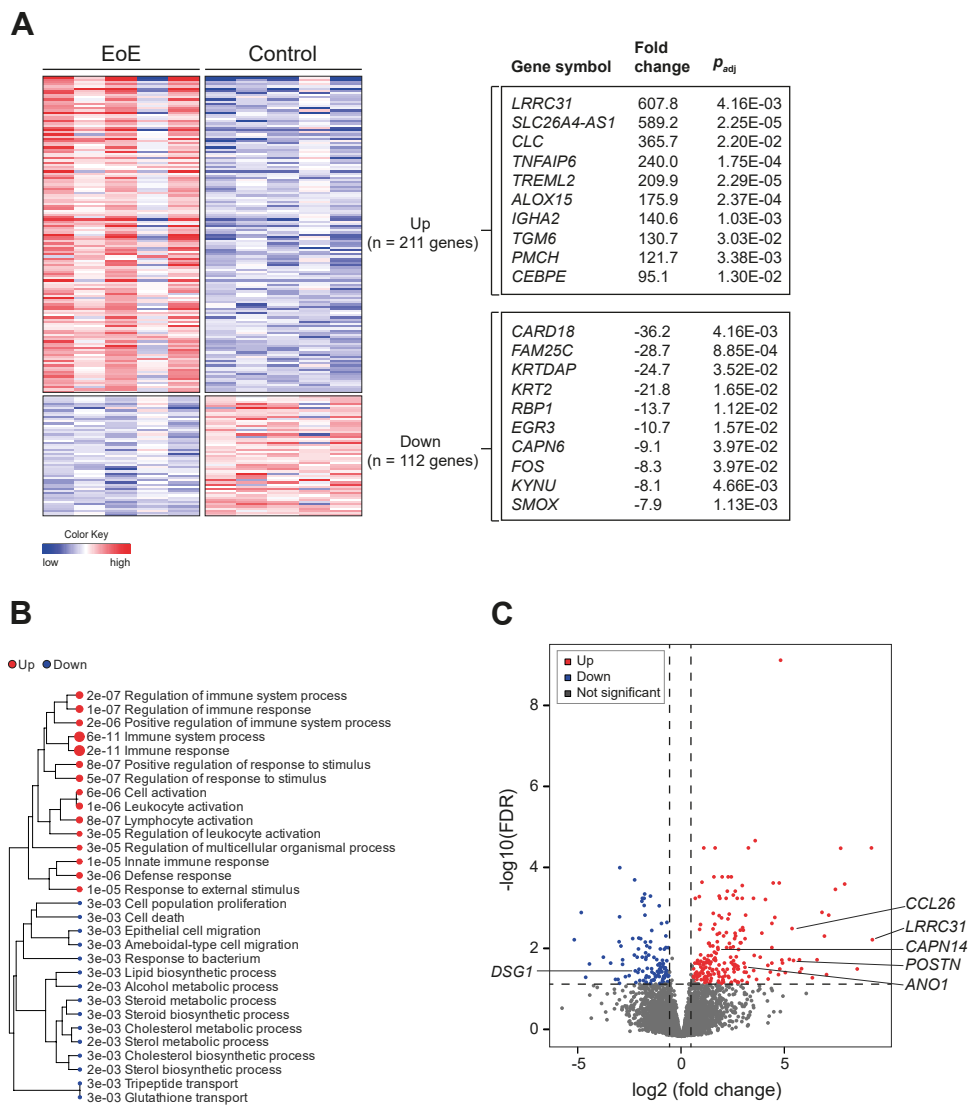 A
EoE
Control
Gene symbol Fold change padj
Up
(n = 211 genes)
LRRC31 607.8 4.16E-03
SLC26A4-AS1 589.2 2.25E-05
CLC 365.7 2.20E-02
TNFAIP6 240.0 1.75E-04
TREML2 209.9 2.29E-05
ALOX15 175.9 2.37E-04
IGHA2 140.6 1.03E-03
TGM6 130.7 3.03E-02
PMCH 121.7 3.38E-03
CEBPE 95.1 1.30E-02
Down
(n = 112 genes)
CARD18 -36.2 4.16E-03
FAM25C -28.7 8.85E-04
KRTDAP -24.7 3.52E-02
KRT2 -21.8 1.65E-02
RBP1 -13.7 1.12E-02
EGR3 -10.7 1.57E-02
CAPN6 -9.1 3.97E-02
FOS -8.3 3.97E-02
KYNU -8.1 4.66E-03
SMOX -7.9 1.13E-03
Color Key
low high
B
Up Down
2e-07 Regulation of immune system process
1e-07 Regulation of immune response
2e-06 Positive regulation of immune system process
6e-11 Immune system process
2e-11 Immune response
8e-07 Positive regulation of response to stimulus
5e-07 Regulation of response to stimulus
6e-06 Cell activation
1e-06 Leukocyte activation
8e-07 Lymphocyte activation
3e-05 Regulation of leukocyte activation
3e-05 Regulation of multicellular organismal process
1e-05 Innate immune response
3e-06 Defense response
1e-05 Response to external stimulus
3e-03 Cell population proliferation
3e-03 Cell death
3e-03 Epithelial cell migration
3e-03 Ameboidal-type cell migration
3e-03 Response to bacterium
3e-03 Lipid biosynthetic process
2e-03 Alcohol metabolic process
3e-03 Steroid metabolic process
3e-03 Steroid biosynthetic process
3e-03 Cholesterol metabolic process
2e-03 Sterol metabolic process
3e-03 Cholesterol biosynthetic process
2e-03 Sterol biosynthetic process
3e-03 Tripeptide transport
3e-03 Glutathione transport
C
Up
Down
Not significant
-log10(FDR)
8
6
4
2
0
-5 0 5
log2 (fold change)
DSG1
CCL26
LRRC31
CAPN14
POSTN
ANO1